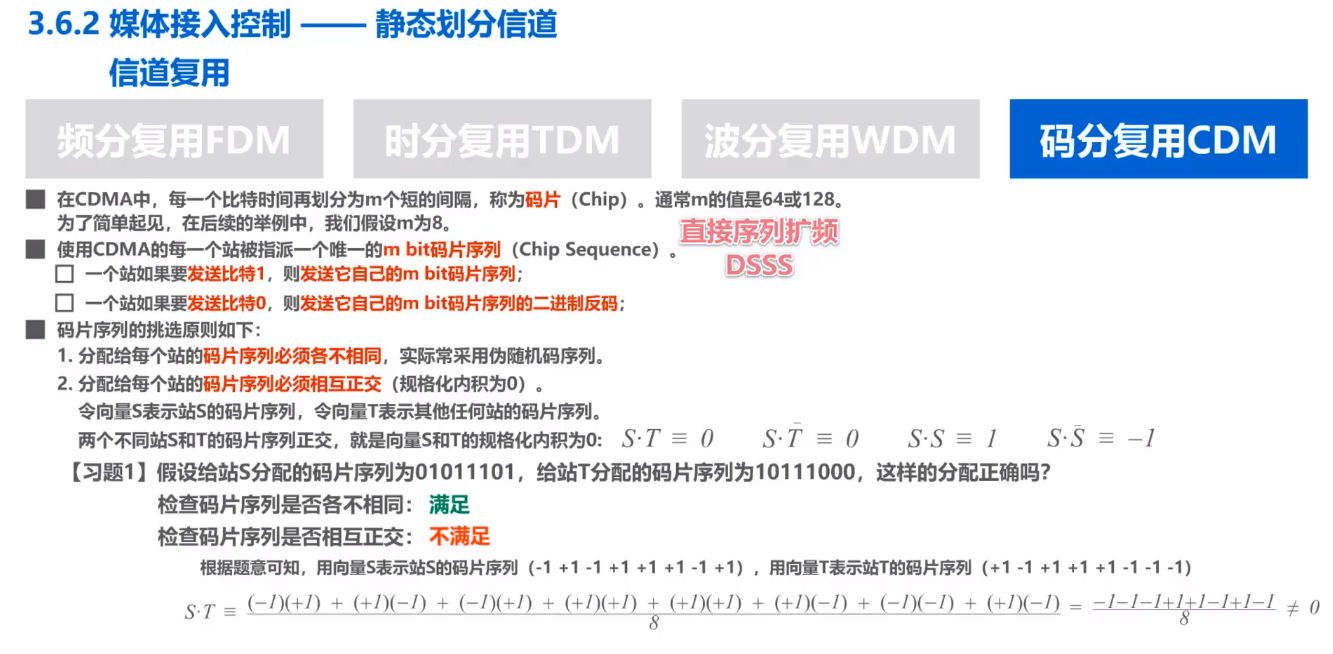 3.6.2 媒体接入控制 —— 静态划分信道
信道复用
频分复用FDM
时分复用TDM
波分复用WDM
码分复用CDM
■ 在CDMA中，每一个比特时间再划分为m个短的间隔，称为码片（Chip）。通常m的值是64或128。
为了简单起见，在后续的举例中，我们假设m为8。
直接序列扩频
DSSS
■ 使用CDMA的每一个站被指派一个唯一的m bit码片序列（Chip Sequence）。
□ 一个站如果要发送比特1，则发送它自己的m bit码片序列；
□ 一个站如果要发送比特0，则发送它自己的m bit码片序列的二进制反码；
■ 码片序列的挑选原则如下：
1. 分配给每个站的码片序列必须各不相同，实际常采用伪随机码序列。
2. 分配给每个站的码片序列必须相互正交（规格化内积为0）。
令向量S表示站S的码片序列，令向量T表示其他任何站的码片序列。
两个不同站S和T的码片序列正交，就是向量S和T的规格化内积为0: S·T ≡ 0 S·T̄ ≡ 0 S·S ≡ 1 S·S̄ ≡ -1
【习题1】假设给站S分配的码片序列为01011101，给站T分配的码片序列为10111000，这样的分配正确吗？
检查码片序列是否各不相同： 满足
检查码片序列是否相互正交： 不满足
根据题意可知，用向量S表示站S的码片序列（-1 +1 -1 +1 +1 +1 -1 +1），用向量T表示站T的码片序列（+1 -1 +1 +1 +1 -1 -1 -1）
S·T ≡ (-1)(+1) + (+1)(-1) + (-1)(+1) + (+1)(+1) + (+1)(+1) + (+1)(-1) + (-1)(-1) + (+1)(-1) / 8 = -1-1-1+1+1-1+1-1 / 8 ≠ 0